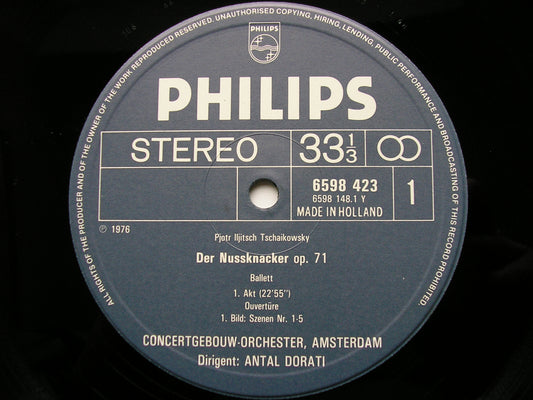 ALL RIGHTS OF THE PRODUCER AND OF THE OWNER OF THE WORK REPRODUCED RESERVED. UNAUTHORISED COPYING, HIRING, LENDING, PUBLIC PERFORMANCE AND BROADCASTING OF THIS RECORD PROHIBITED.
PHILIPS
PHILIPS
STEREO 33 1/3
6598 423
6598 148.1 Y
MADE IN HOLLAND
1
℗ 1976
Pjotr Iljitsch Tschaikowsky
Der Nussknacker op. 71
Ballett
1. Akt (22'55")
Ouvertüre
1. Bild: Szenen Nr. 1-5
CONCERTGEBOUW-ORCHESTER, AMSTERDAM
Dirigent: ANTAL DORATI